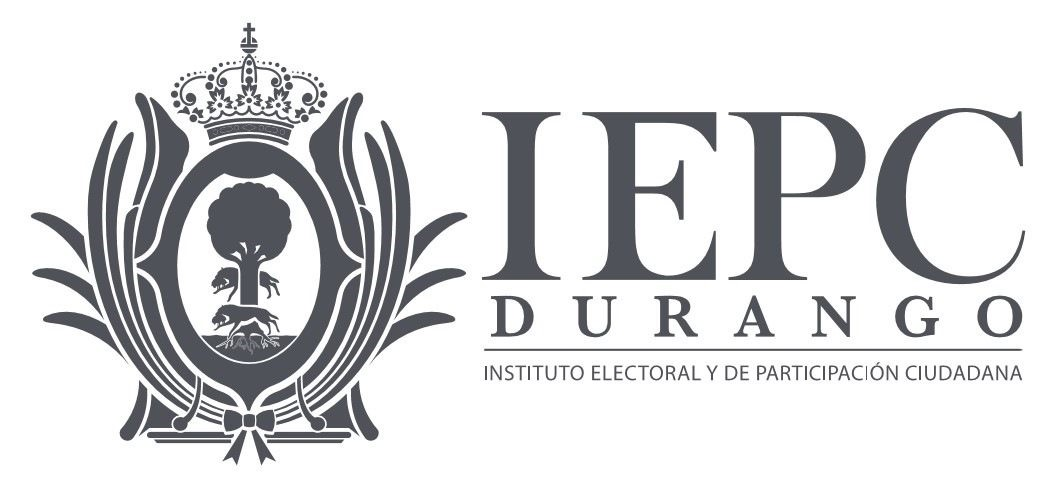 IEPC
DURANGO
INSTITUTO ELECTORAL Y DE PARTICIPACIÓN CIUDADANA